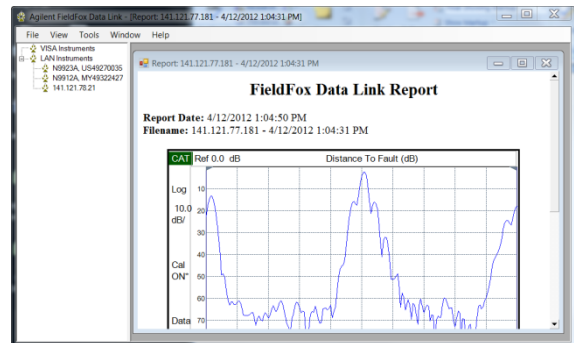 Agilent FieldFox Data Link - [Report: 141.121.77.181 - 4/12/2012 1:04:31 PM]
File View Tools Window Help
VISA Instruments
LAN Instruments
N9923A, US49270035
N9912A, MY49322427
141.121.78.21
Report: 141.121.77.181 - 4/12/2012 1:04:31 PM
FieldFox Data Link Report
Report Date: 4/12/2012 1:04:50 PM
Filename: 141.121.77.181 - 4/12/2012 1:04:31 PM
CAT Ref 0.0 dB Distance To Fault (dB)
Log 10
10.0 20
dB/
30
Cal 40
ON"
50
60
Data 70